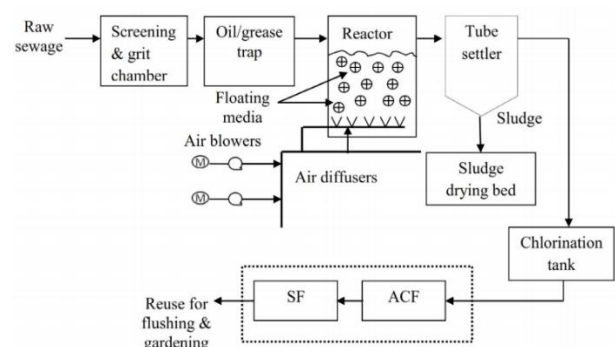 Raw
sewage
Screening
& grit
chamber
Oil/grease
trap
Reactor
Tube
settler
Floating
media
Sludge
Air blowers
M
M
Air diffusers
Sludge
drying bed
Chlorination
tank
SF
ACF
Reuse for
flushing &
gardening